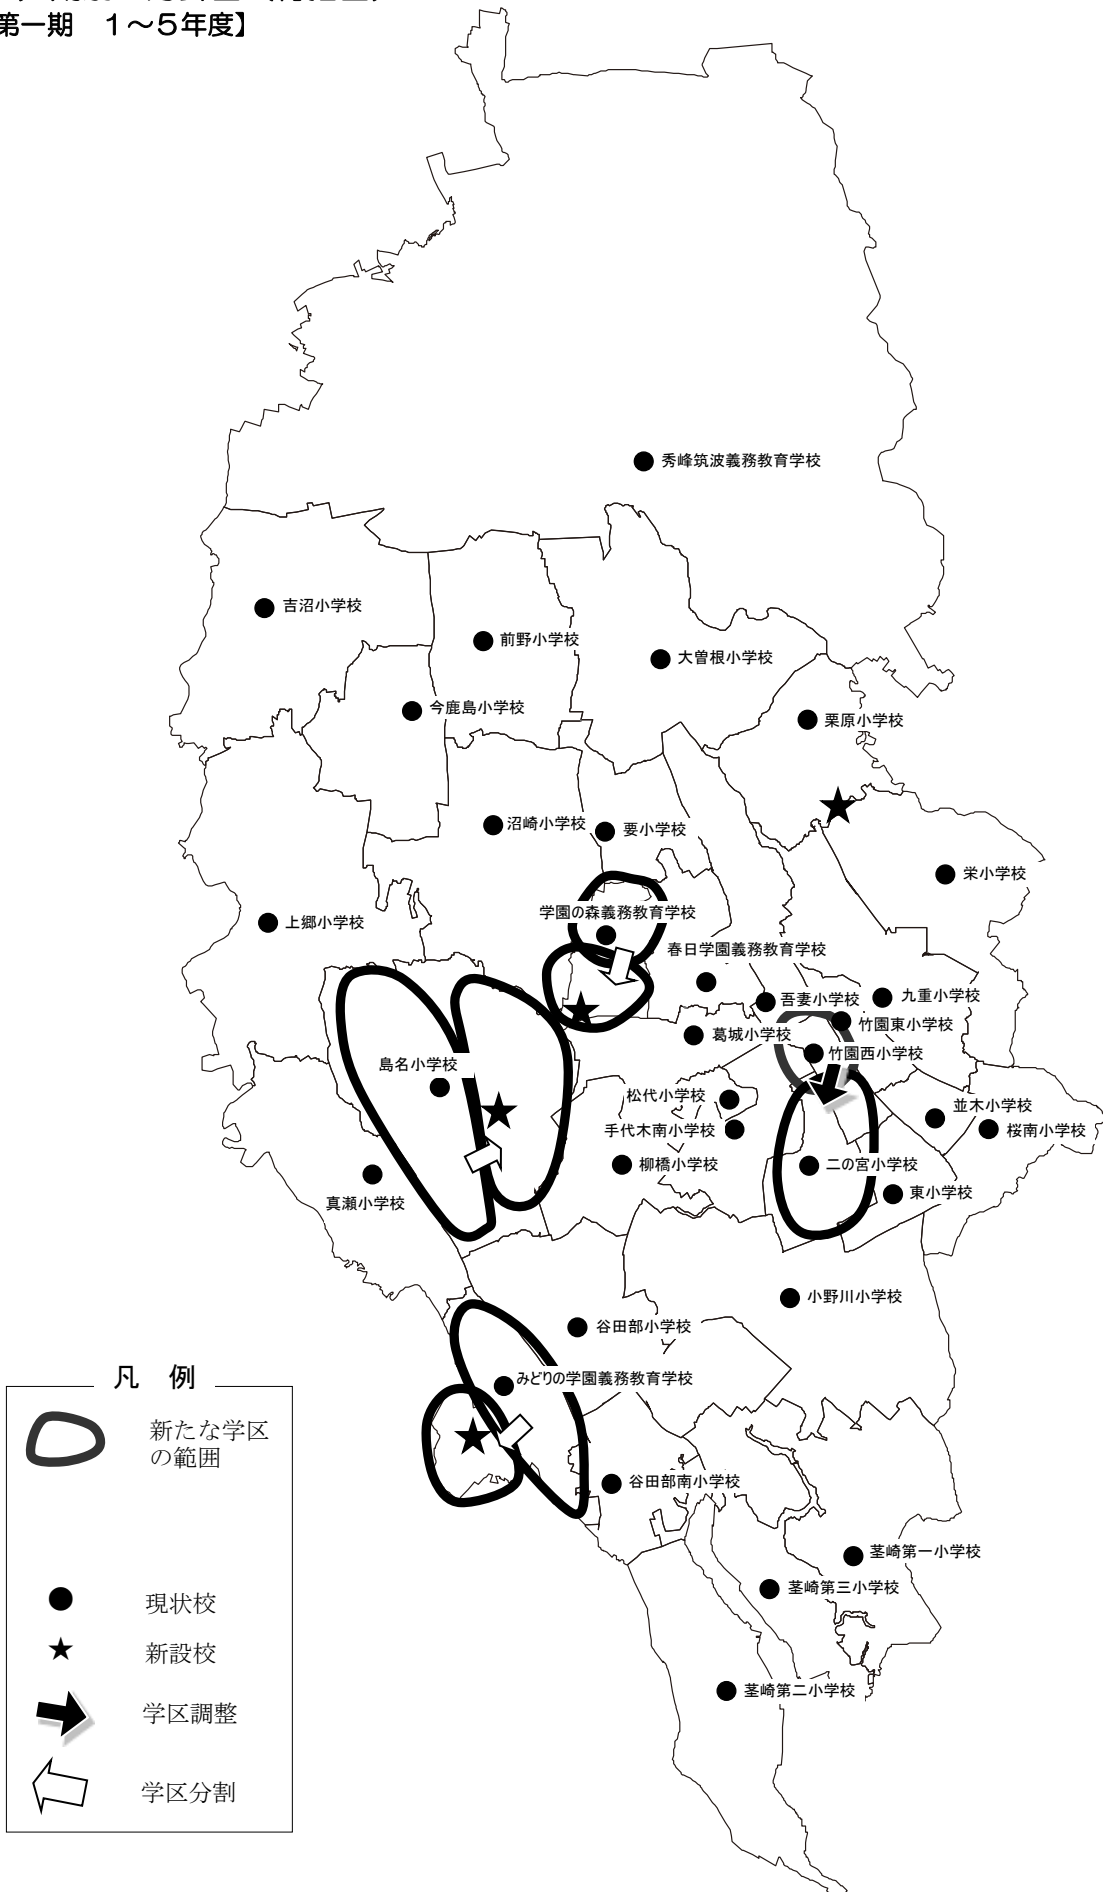 第一期　１～５年度】
秀峰筑波義務教育学校
吉沼小学校
前野小学校
大曽根小学校
今鹿島小学校
栗原小学校
沼崎小学校
要小学校
栄小学校
学園の森義務教育学校
上郷小学校
春日学園義務教育学校
吾妻小学校
九重小学校
竹園東小学校
葛城小学校
竹園西小学校
島名小学校
松代小学校
並木小学校
手代木南小学校
桜南小学校
柳橋小学校
二の宮小学校
東小学校
真瀬小学校
小野川小学校
谷田部小学校
みどりの学園義務教育学校
谷田部南小学校
茎崎第一小学校
茎崎第三小学校
茎崎第二小学校
凡　例
新たな学区
の範囲
現状校
新設校
学区調整
学区分割